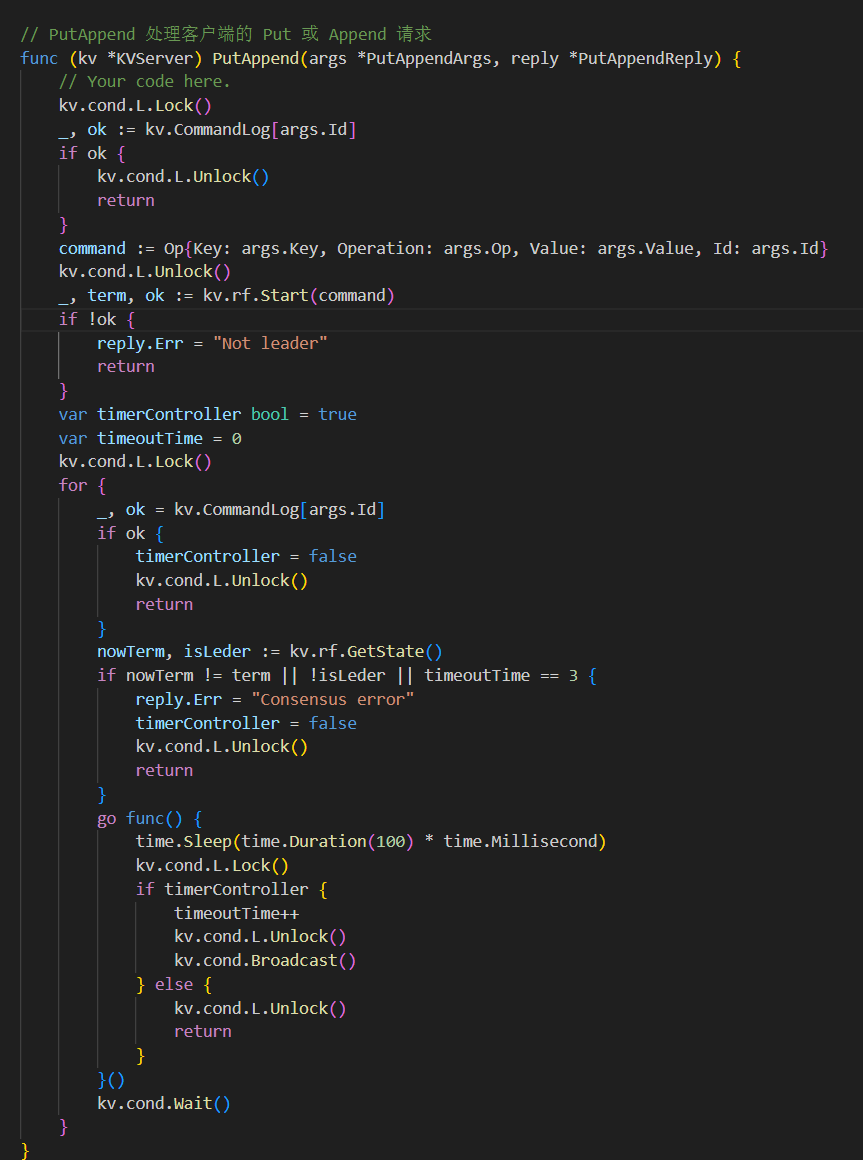 // PutAppend 处理客户端的 Put 或 Append 请求
func (kv *KVServer) PutAppend(args *PutAppendArgs, reply *PutAppendReply) {
    // Your code here.
    kv.cond.L.Lock()
    _, ok := kv.CommandLog[args.Id]
    if ok {
        kv.cond.L.Unlock()
        return
    }
    command := Op{Key: args.Key, Operation: args.Op, Value: args.Value, Id: args.Id}
    kv.cond.L.Unlock()
    _, term, ok := kv.rf.Start(command)
    if !ok {
        reply.Err = "Not leader"
        return
    }
    var timerController bool = true
    var timeoutTime = 0
    kv.cond.L.Lock()
    for {
        _, ok = kv.CommandLog[args.Id]
        if ok {
            timerController = false
            kv.cond.L.Unlock()
            return
        }
        nowTerm, isLeder := kv.rf.GetState()
        if nowTerm != term || !isLeder || timeoutTime == 3 {
            reply.Err = "Consensus error"
            timerController = false
            kv.cond.L.Unlock()
            return
        }
        go func() {
            time.Sleep(time.Duration(100) * time.Millisecond)
            kv.cond.L.Lock()
            if timerController {
                timeoutTime++
                kv.cond.L.Unlock()
                kv.cond.Broadcast()
            } else {
                kv.cond.L.Unlock()
                return
            }
        }()
        kv.cond.Wait()
    }
}